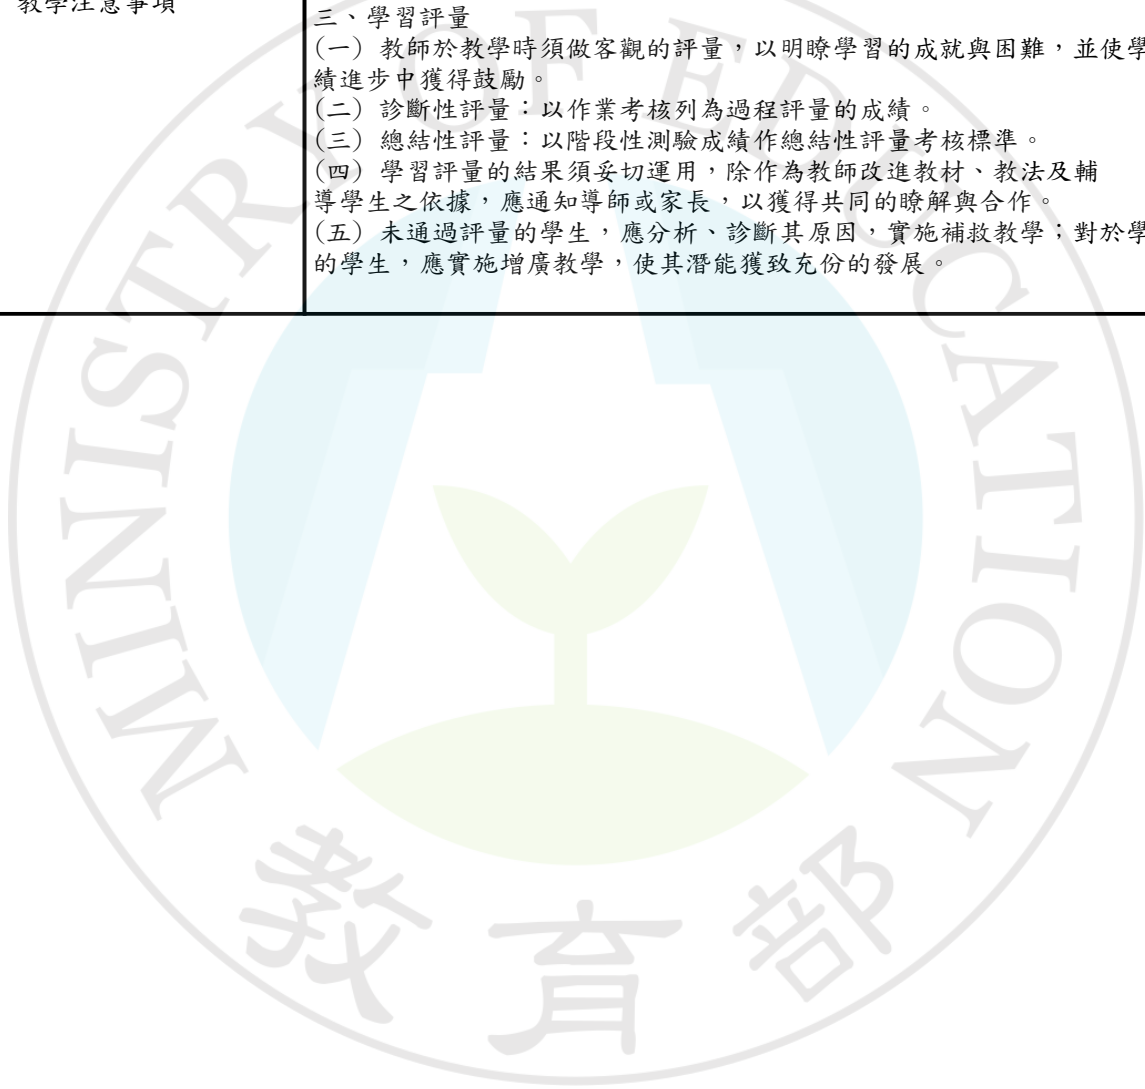 教學注意事項
三、學習評量
(一) 教師於教學時須做客觀的評量，以明瞭學習的成就與困難，並使學
績進步中獲得鼓勵。
(二) 診斷性評量：以作業考核列為過程評量的成績。
(三) 總結性評量：以階段性測驗成績作總結性評量考核標準。
(四) 學習評量的結果須妥切運用，除作為教師改進教材、教法及輔
導學生之依據，應通知導師或家長，以獲得共同的瞭解與合作。
(五) 未通過評量的學生，應分析、診斷其原因，實施補救教學；對於學
的學生，應實施增廣教學，使其潛能獲致充份的發展。
MINISTRY OF EDUCATION
教育部